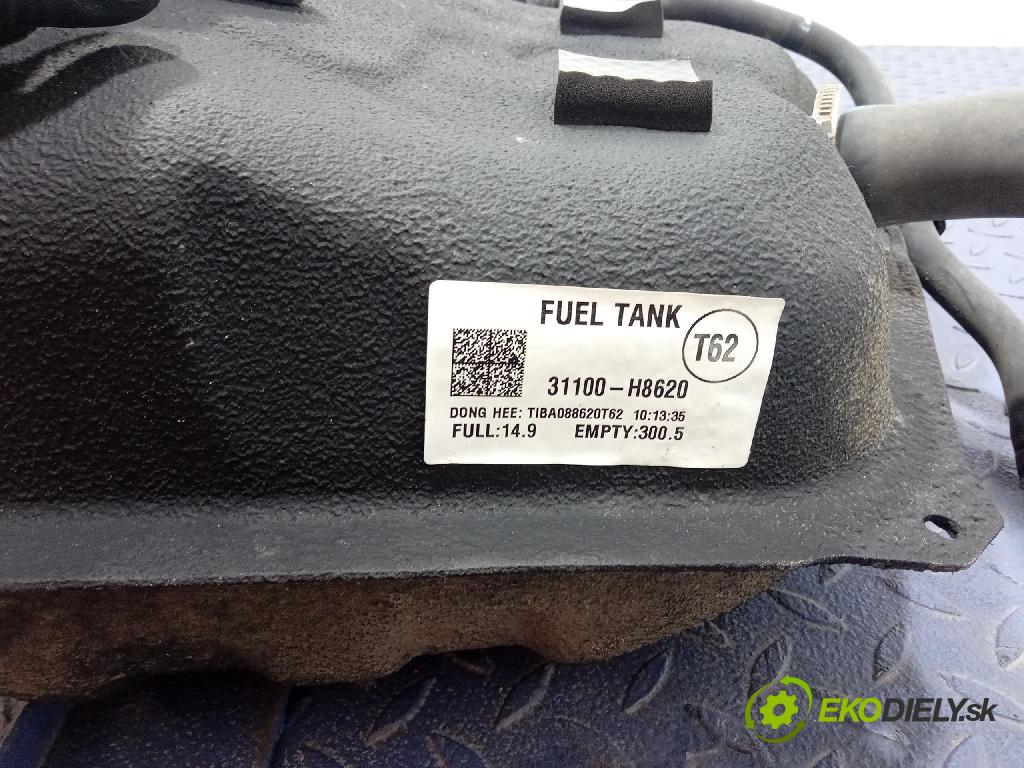 FUEL TANK
T62
31100-H8620
DONG HEE: TIBA088620T62 10:13:35
FULL:14.9 EMPTY:300.5
EKODIELY.sk